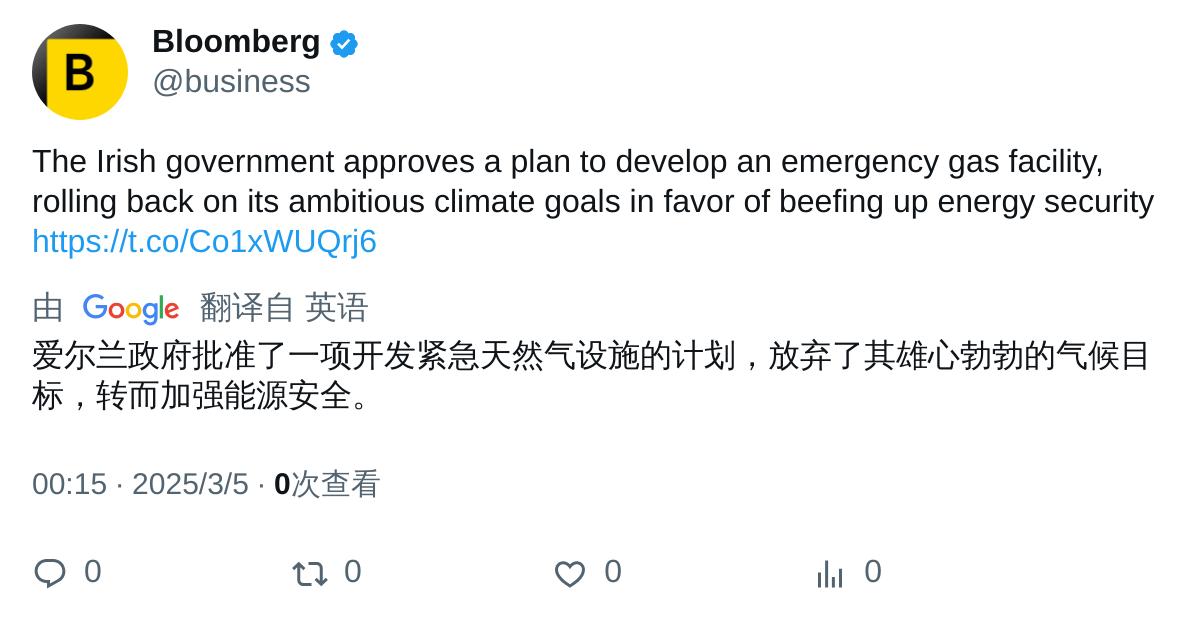 B
Bloomberg
@business
The Irish government approves a plan to develop an emergency gas facility,
rolling back on its ambitious climate goals in favor of beefing up energy security
https://t.co/Co1xWUQrj6
由 Google 翻译自 英语
爱尔兰政府批准了一项开发紧急天然气设施的计划，放弃了其雄心勃勃的气候目
标，转而加强能源安全。
00:15 · 2025/3/5 · 0次查看
0 0 0 0